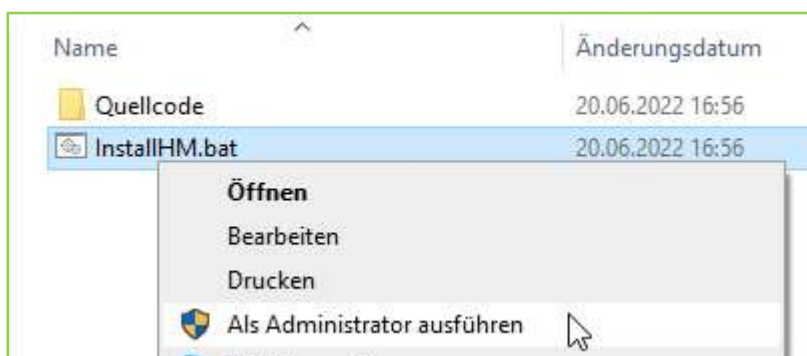 Name Änderungsdatum
Quellcode 20.06.2022 16:56
InstallHM.bat 20.06.2022 16:56
Öffnen
Bearbeiten
Drucken
Als Administrator ausführen